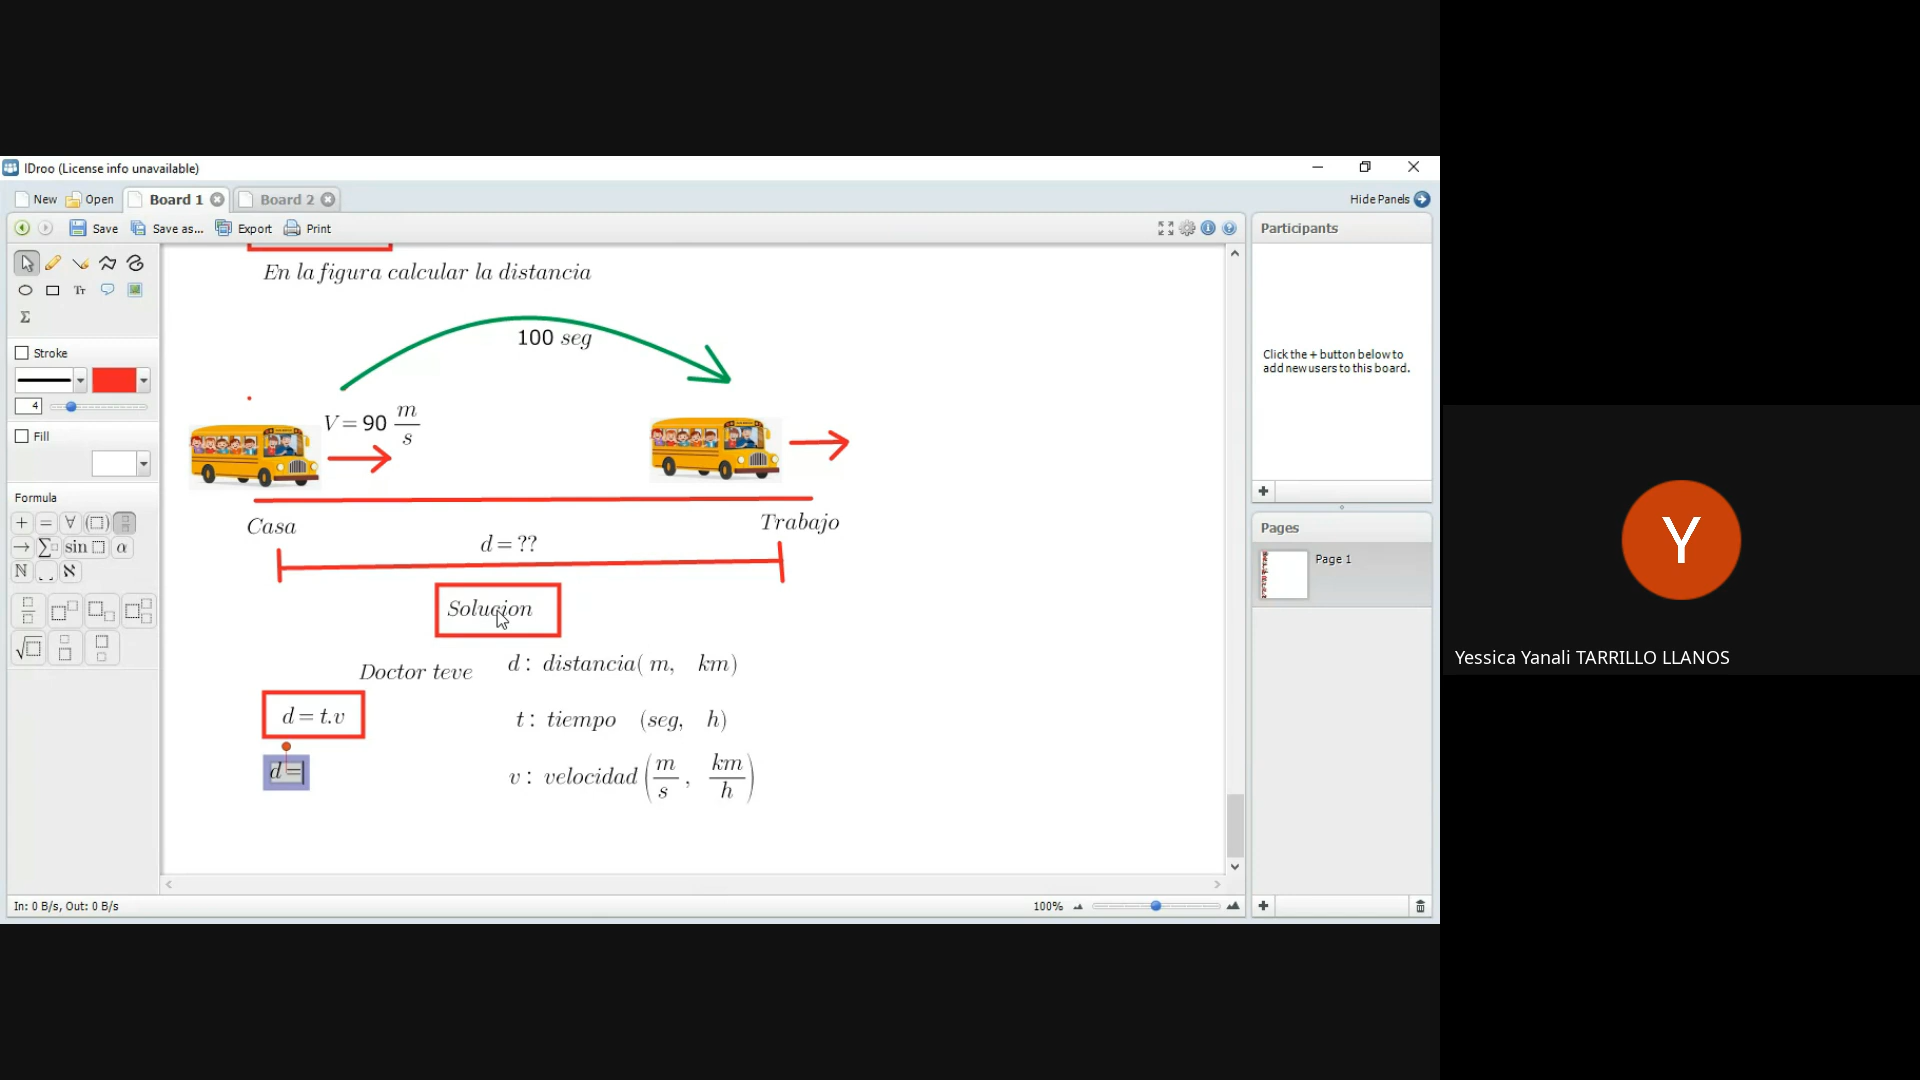 IDroo (License info unavailable)
New Open Board 1 Board 2 Hide Panels
Save Save as... Export Print
Participants
En la figura calcular la distancia
100 seg
Stroke
4
V = 90 m/s
Click the + button below to
add new users to this board.
Fill
Formula
Casa
Trabajo
d = ??
Pages
Page 1
Solucion
Doctor teve
d : distancia( m, km)
d = t.v
t : tiempo (seg, h)
d =
v : velocidad (m/s, km/h)
In: 0 B/s, Out: 0 B/s
100%
Y
Yessica Yanali TARRILLO LLANOS